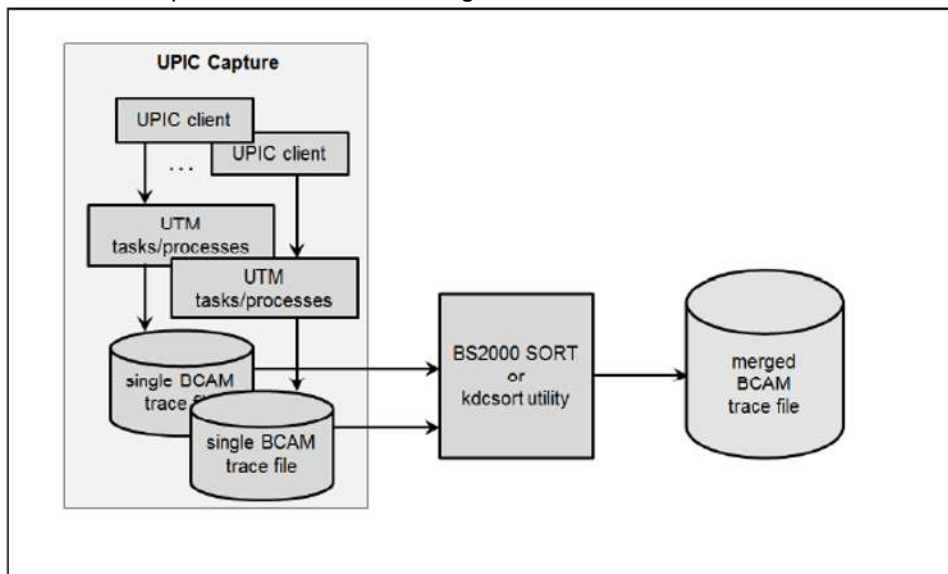 UPIC Capture
UPIC client
UPIC client
...
UTM
tasks/processes
UTM
tasks/processes
single BCAM
trace
single BCAM
trace file
BS2000 SORT
or
kdcsort utility
merged
BCAM
trace file